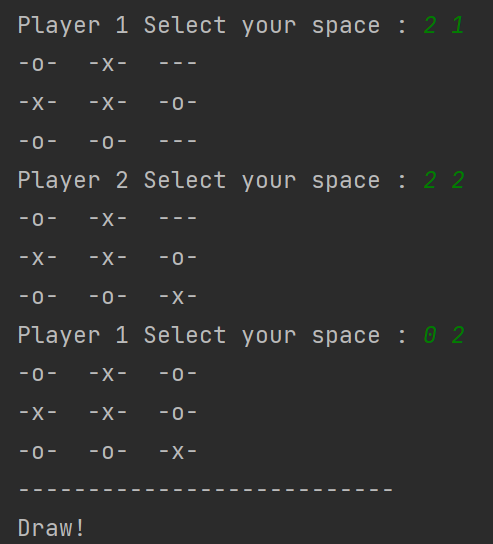 Player 1 Select your space : 2 1
-o-  -x-  ---
-x-  -x-  -o-
-o-  -o-  ---
Player 2 Select your space : 2 2
-o-  -x-  ---
-x-  -x-  -o-
-o-  -o-  -x-
Player 1 Select your space : 0 2
-o-  -x-  -o-
-x-  -x-  -o-
-o-  -o-  -x-
---------------------------
Draw!